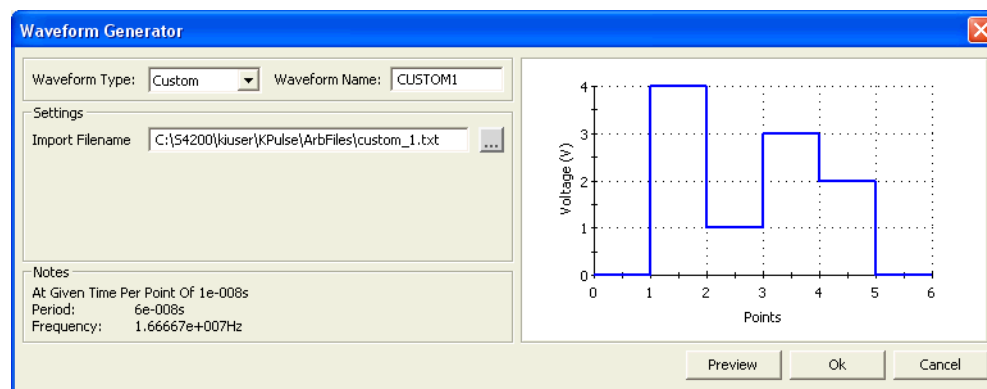 Waveform Generator
Waveform Type: Custom Waveform Name: CUSTOM1
Settings
Import Filename C:\S4200\kiuser\KPulse\ArbFiles\custom_1.txt ...
Notes
At Given Time Per Point Of 1e-008s
Period: 6e-008s
Frequency: 1.66667e+007Hz
Voltage (V)
4
3
2
1
0
0 1 2 3 4 5 6
Points
Preview Ok Cancel